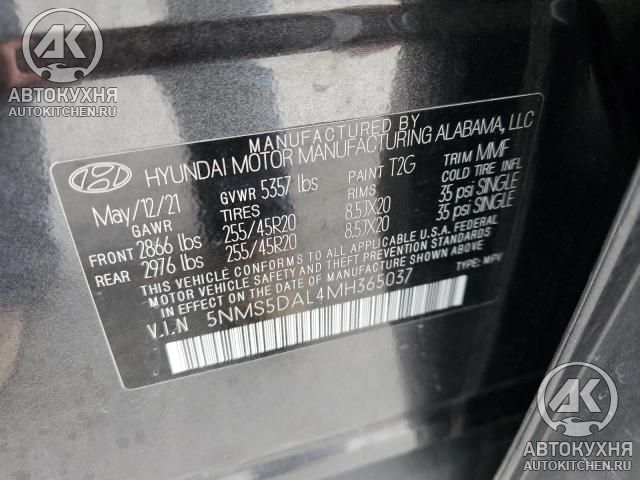 AK
АВТОКУХНЯ
AUTOKITCHEN.RU
MANUFACTURED BY
HYUNDAI MOTOR MANUFACTURING ALABAMA, LLC
May/12/21 GVWR 5357 lbs PAINT T2G TRIM MMF
GAWR TIRES RIMS COLD TIRE INFL
FRONT 2866 lbs 255/45R20 8.5JX20 35 psi SINGLE
REAR 2976 lbs 255/45R20 8.5JX20 35 psi SINGLE
THIS VEHICLE CONFORMS TO ALL APPLICABLE U.S.A. FEDERAL
MOTOR VEHICLE SAFETY AND THEFT PREVENTION STANDARDS
IN EFFECT ON THE DATE OF MANUFACTURE SHOWN ABOVE.
V.I.N 5NMS5DAL4MH365037 TYPE: MPV
AK
АВТОКУХНЯ
AUTOKITCHEN.RU